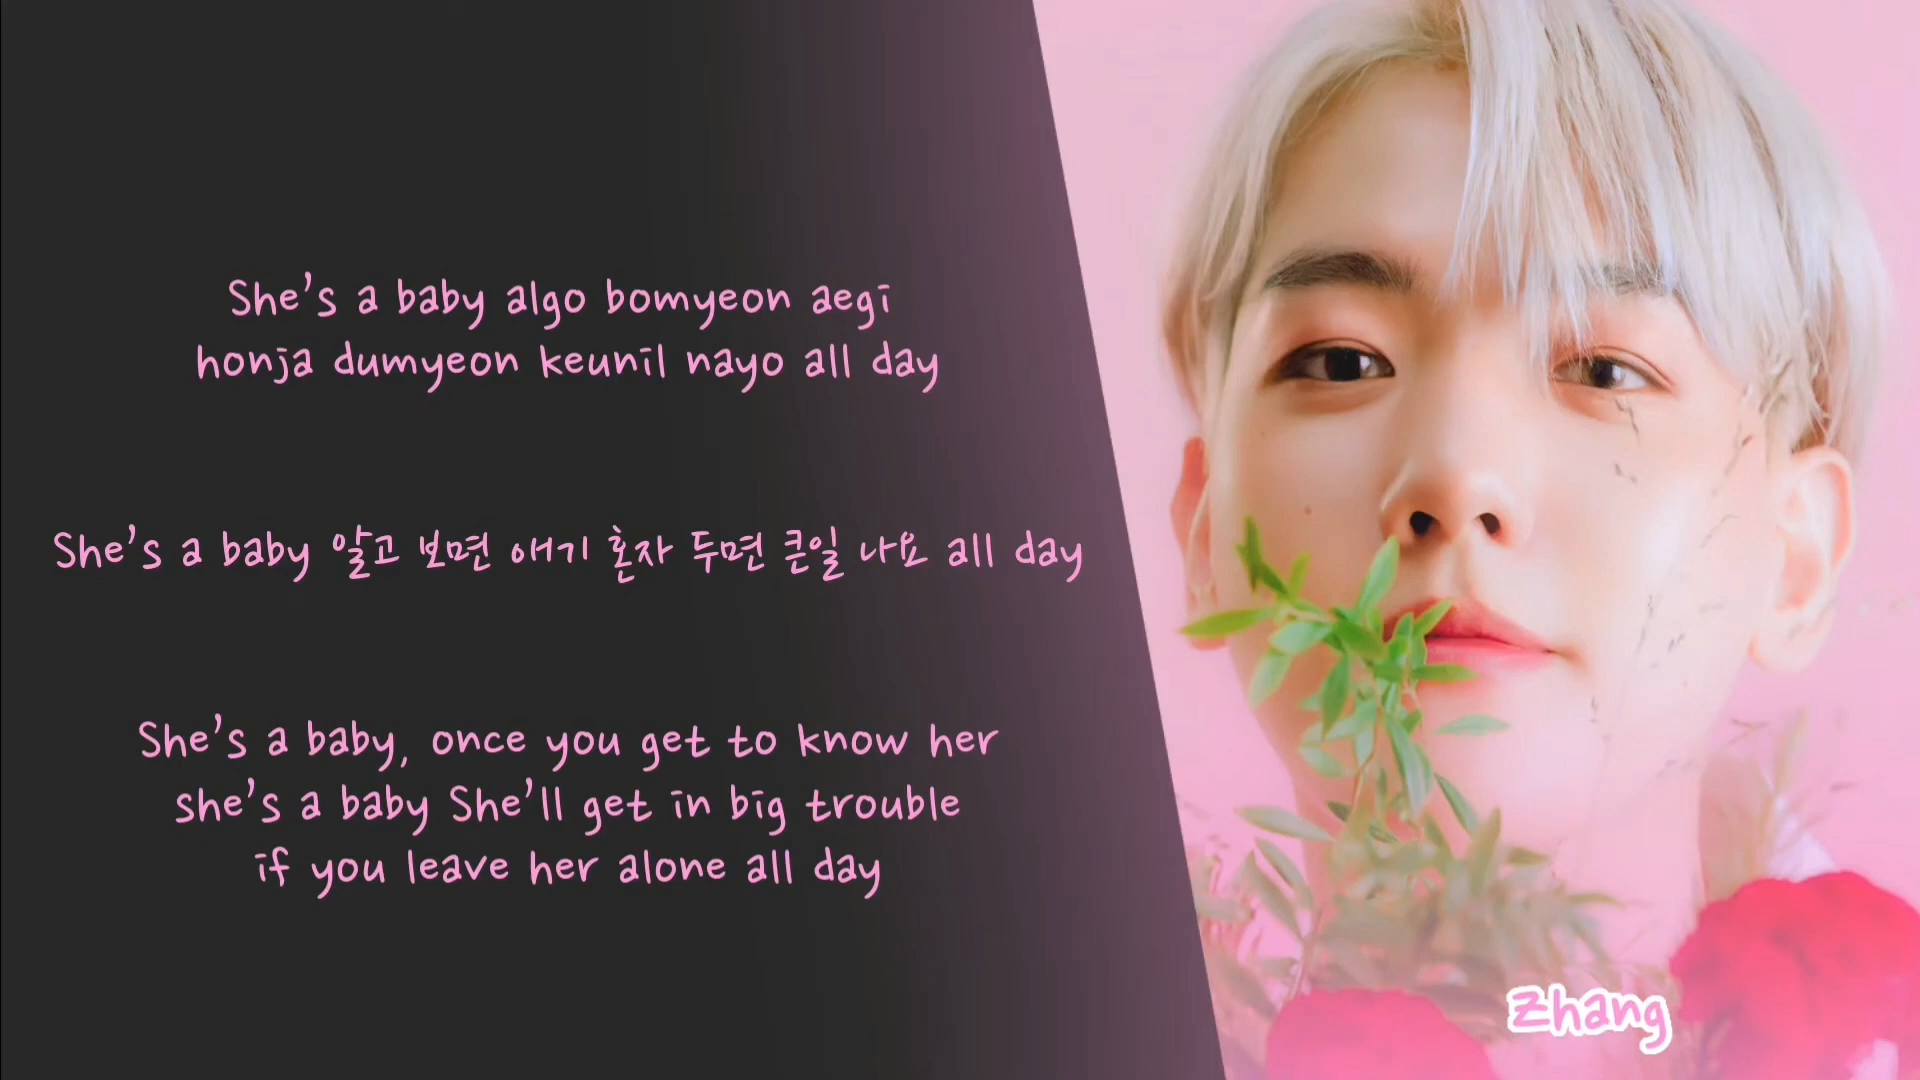 She's a baby algo bomyeon aegi
honja dumyeon keunil nayo all day
She's a baby 알고 보면 애기 혼자 두면 큰일 나요 all day
She's a baby, once you get to know her
she's a baby She'll get in big trouble
if you leave her alone all day
Zhang